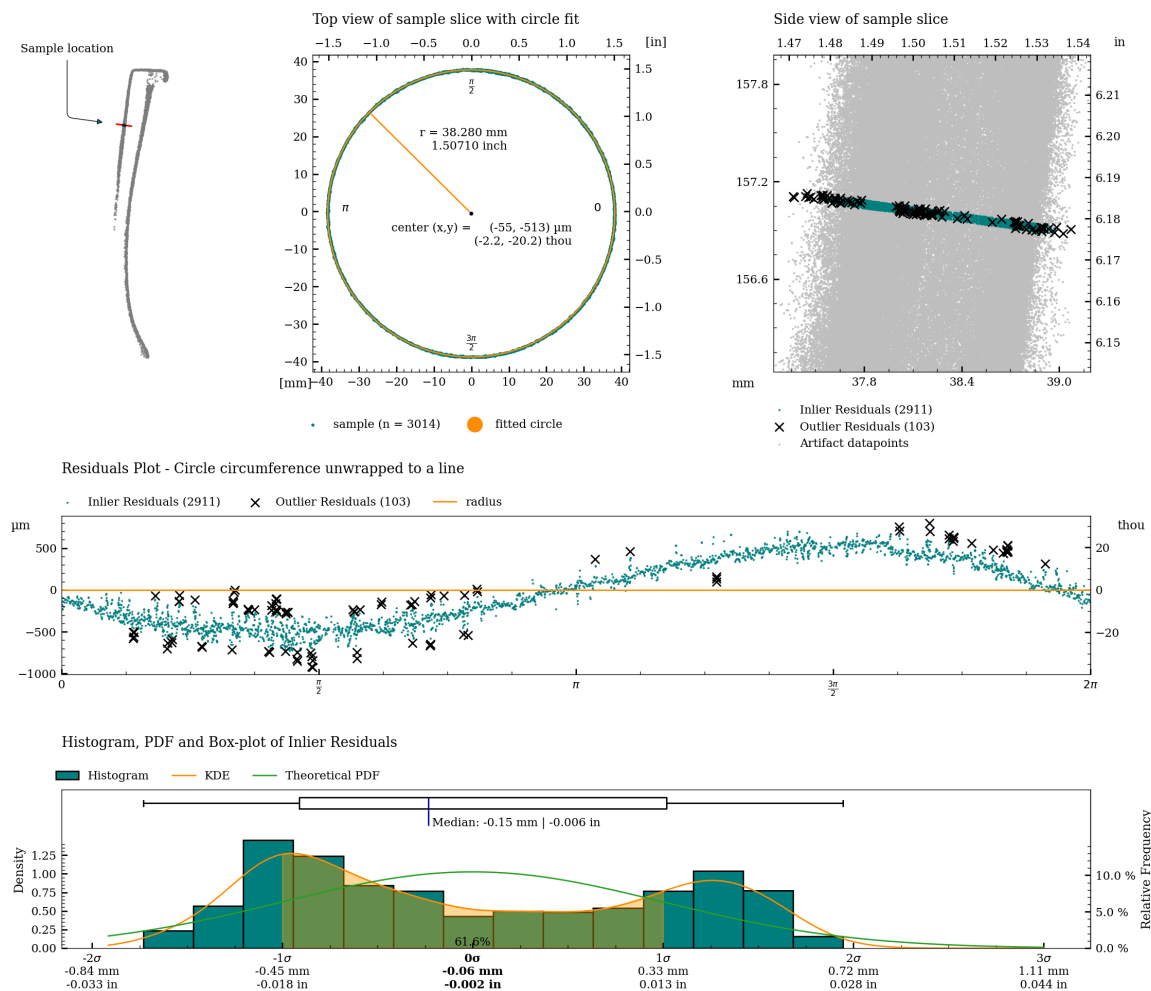 Top view of sample slice with circle fit
Side view of sample slice
Sample location
−1.5 −1.0 −0.5 0.0 0.5 1.0 1.5 [in]
1.47 1.48 1.49 1.50 1.51 1.52 1.53 1.54 in
40
30
20
10
0
−10
−20
−30
−40
1.5
1.0
0.5
0.0
−0.5
−1.0
−1.5
π/2
r = 38.280 mm
1.50710 inch
π
0
center (x,y) = (-55, -513) µm
(-2.2, -20.2) thou
3π/2
[mm] −40 −30 −20 −10 0 10 20 30 40
157.8
157.2
156.6
6.21
6.20
6.19
6.18
6.17
6.16
6.15
mm 37.8 38.4 39.0
sample (n = 3014) fitted circle
Inlier Residuals (2911)
Outlier Residuals (103)
Artifact datapoints
Residuals Plot - Circle circumference unwrapped to a line
Inlier Residuals (2911) Outlier Residuals (103) radius
µm thou
500
0
−500
−1000
20
0
−20
0 π/2 π 3π/2 2π
Histogram, PDF and Box-plot of Inlier Residuals
Histogram KDE Theoretical PDF
Median: -0.15 mm | -0.006 in
Density
1.25
1.00
0.75
0.50
0.25
0.00
Relative Frequency
10.0 %
5.0 %
0.0 %
61.6%
-2σ -1σ 0σ 1σ 2σ 3σ
-0.84 mm -0.45 mm -0.06 mm 0.33 mm 0.72 mm 1.11 mm
-0.033 in -0.018 in -0.002 in 0.013 in 0.028 in 0.044 in